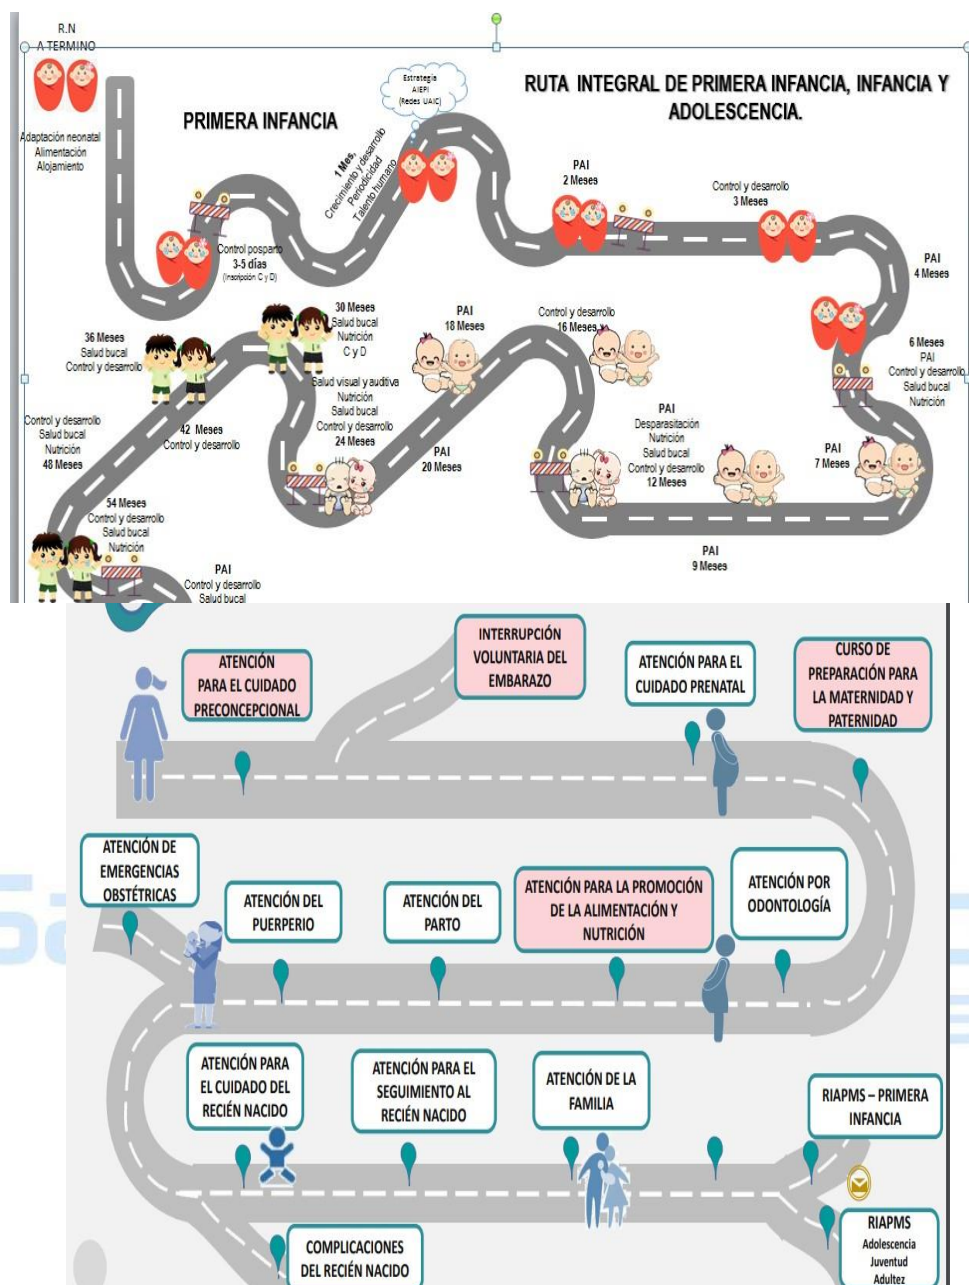 R.N
A TERMINO
Adaptación neonatal
Alimentación
Alojamiento
PRIMERA INFANCIA
Estrategia
AIEPI
(Redes UAIC)
RUTA INTEGRAL DE PRIMERA INFANCIA, INFANCIA Y
ADOLESCENCIA.
Control posparto
3-5 días
(Inscripción C y D)
1 Mes,
Crecimiento y desarrollo
Periodicidad
Talento humano
PAI
2 Meses
Control y desarrollo
3 Meses
PAI
4 Meses
6 Meses
PAI
Control y desarrollo
Salud bucal
Nutrición
PAI
7 Meses
PAI
9 Meses
PAI
Desparasitación
Nutrición
Salud bucal
Control y desarrollo
12 Meses
Control y desarrollo
16 Meses
PAI
18 Meses
PAI
20 Meses
Salud visual y auditiva
Nutrición
Salud bucal
Control y desarrollo
24 Meses
30 Meses
Salud bucal
Nutrición
C y D
36 Meses
Salud bucal
Control y desarrollo
42 Meses
Control y desarrollo
Control y desarrollo
Salud bucal
Nutrición
48 Meses
54 Meses
Control y desarrollo
Salud bucal
Nutrición
PAI
Control y desarrollo
Salud bucal
ATENCIÓN
PARA EL CUIDADO
PRECONCEPCIONAL
INTERRUPCIÓN
VOLUNTARIA DEL
EMBARAZO
ATENCIÓN PARA EL
CUIDADO PRENATAL
CURSO DE
PREPARACIÓN PARA
LA MATERNIDAD Y
PATERNIDAD
ATENCIÓN DE
EMERGENCIAS
OBSTÉTRICAS
ATENCIÓN DEL
PUERPERIO
ATENCIÓN DEL
PARTO
ATENCIÓN PARA LA PROMOCIÓN
DE LA ALIMENTACIÓN Y
NUTRICIÓN
ATENCIÓN POR
ODONTOLOGÍA
ATENCIÓN PARA
EL CUIDADO DEL
RECIÉN NACIDO
ATENCIÓN PARA EL
SEGUIMIENTO AL
RECIÉN NACIDO
ATENCIÓN DE LA
FAMILIA
RIAPMS – PRIMERA
INFANCIA
COMPLICACIONES
DEL RECIÉN NACIDO
RIAPMS
Adolescencia
Juventud
Adultez